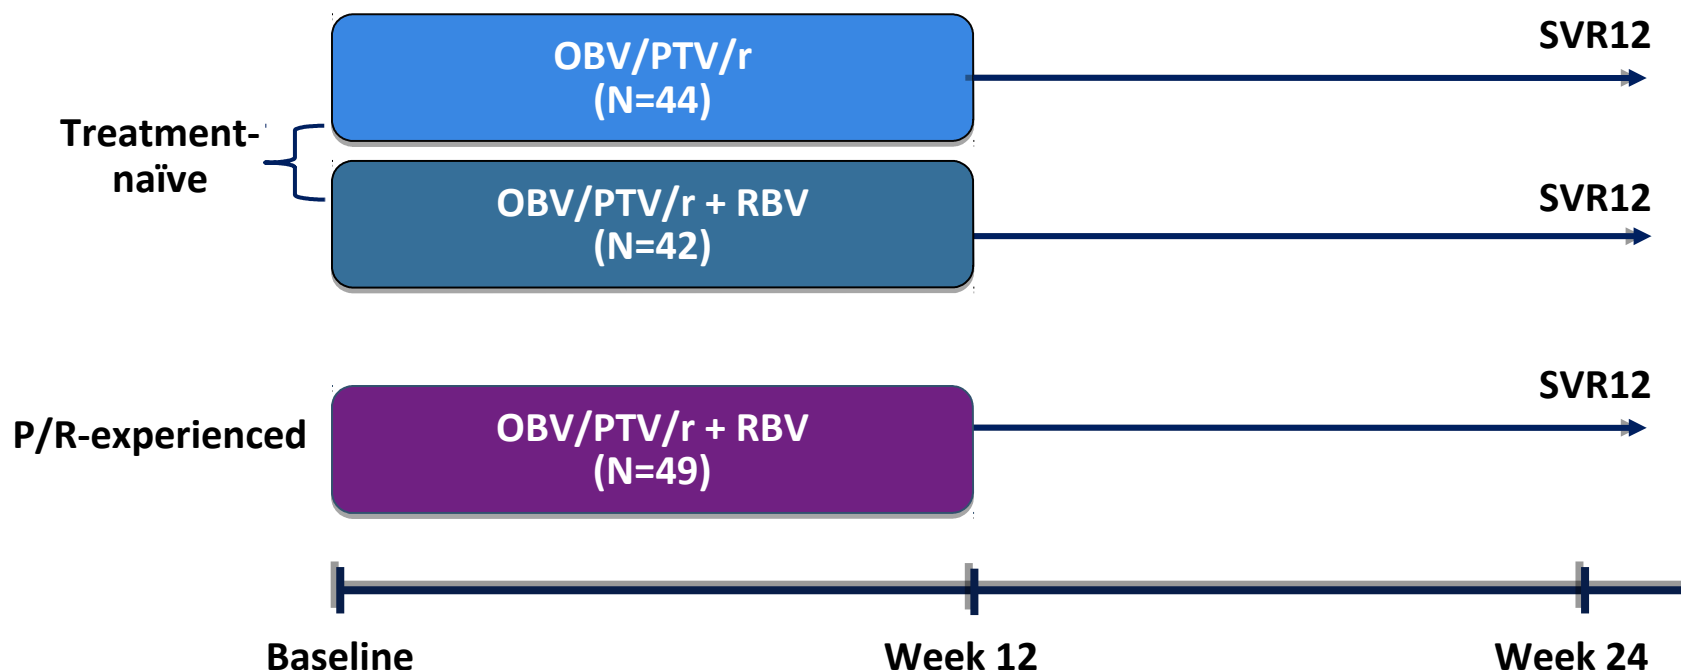 OBV/PTV/r
(N=44)
SVR12
Treatment-
naïve
OBV/PTV/r + RBV
(N=42)
SVR12
P/R-experienced
OBV/PTV/r + RBV
(N=49)
SVR12
Baseline
Week 12
Week 24